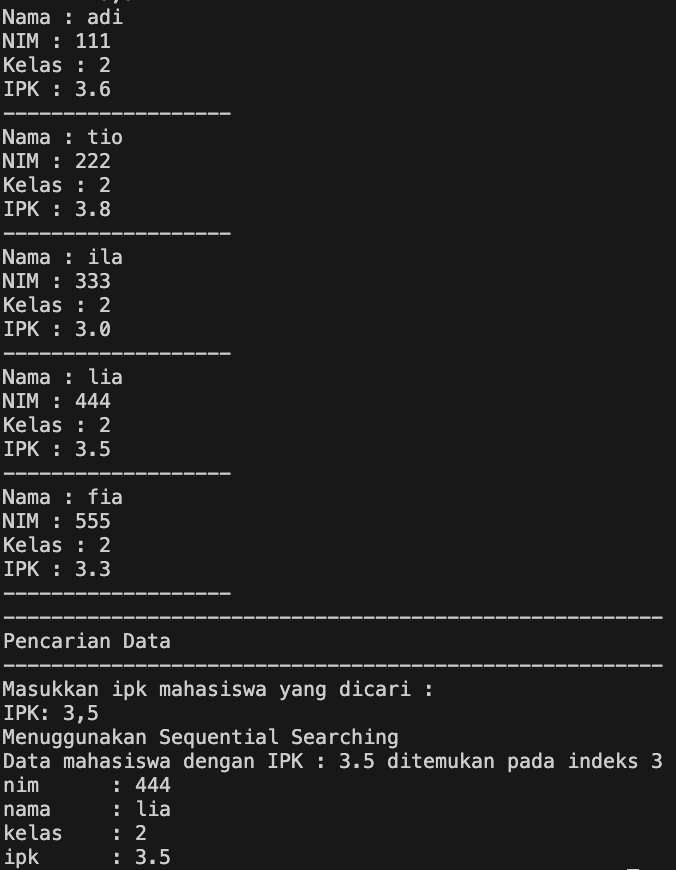 Nama : adi
NIM : 111
Kelas : 2
IPK : 3.6
-------------------
Nama : tio
NIM : 222
Kelas : 2
IPK : 3.8
-------------------
Nama : ila
NIM : 333
Kelas : 2
IPK : 3.0
-------------------
Nama : lia
NIM : 444
Kelas : 2
IPK : 3.5
-------------------
Nama : fia
NIM : 555
Kelas : 2
IPK : 3.3
-------------------
-------------------------------------------------------
Pencarian Data
-------------------------------------------------------
Masukkan ipk mahasiswa yang dicari :
IPK: 3,5
Menuggunakan Sequential Searching
Data mahasiswa dengan IPK : 3.5 ditemukan pada indeks 3
nim      : 444
nama     : lia
kelas    : 2
ipk      : 3.5